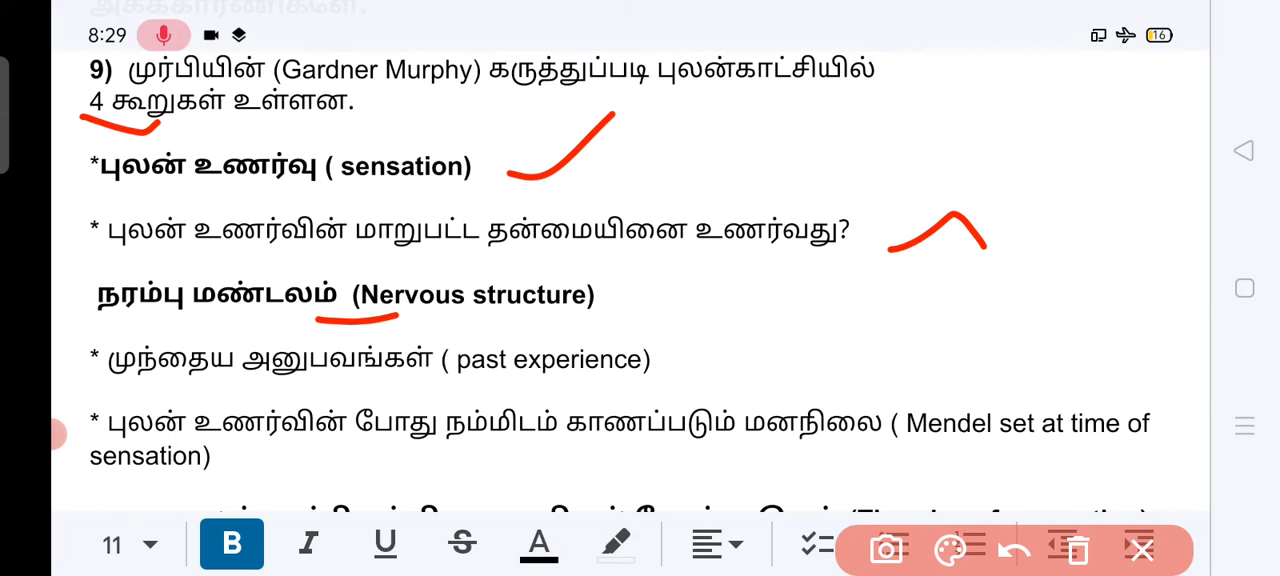 8:29
16
9) முர்பியின் (Gardner Murphy) கருத்துப்படி புலன்காட்சியில்
4 கூறுகள் உள்ளன.
*புலன் உணர்வு ( sensation)
* புலன் உணர்வின் மாறுபட்ட தன்மையினை உணர்வது?
நரம்பு மண்டலம் (Nervous structure)
* முந்தைய அனுபவங்கள் ( past experience)
* புலன் உணர்வின் போது நம்மிடம் காணப்படும் மனநிலை ( Mendel set at time of
sensation)
11 B I U S A